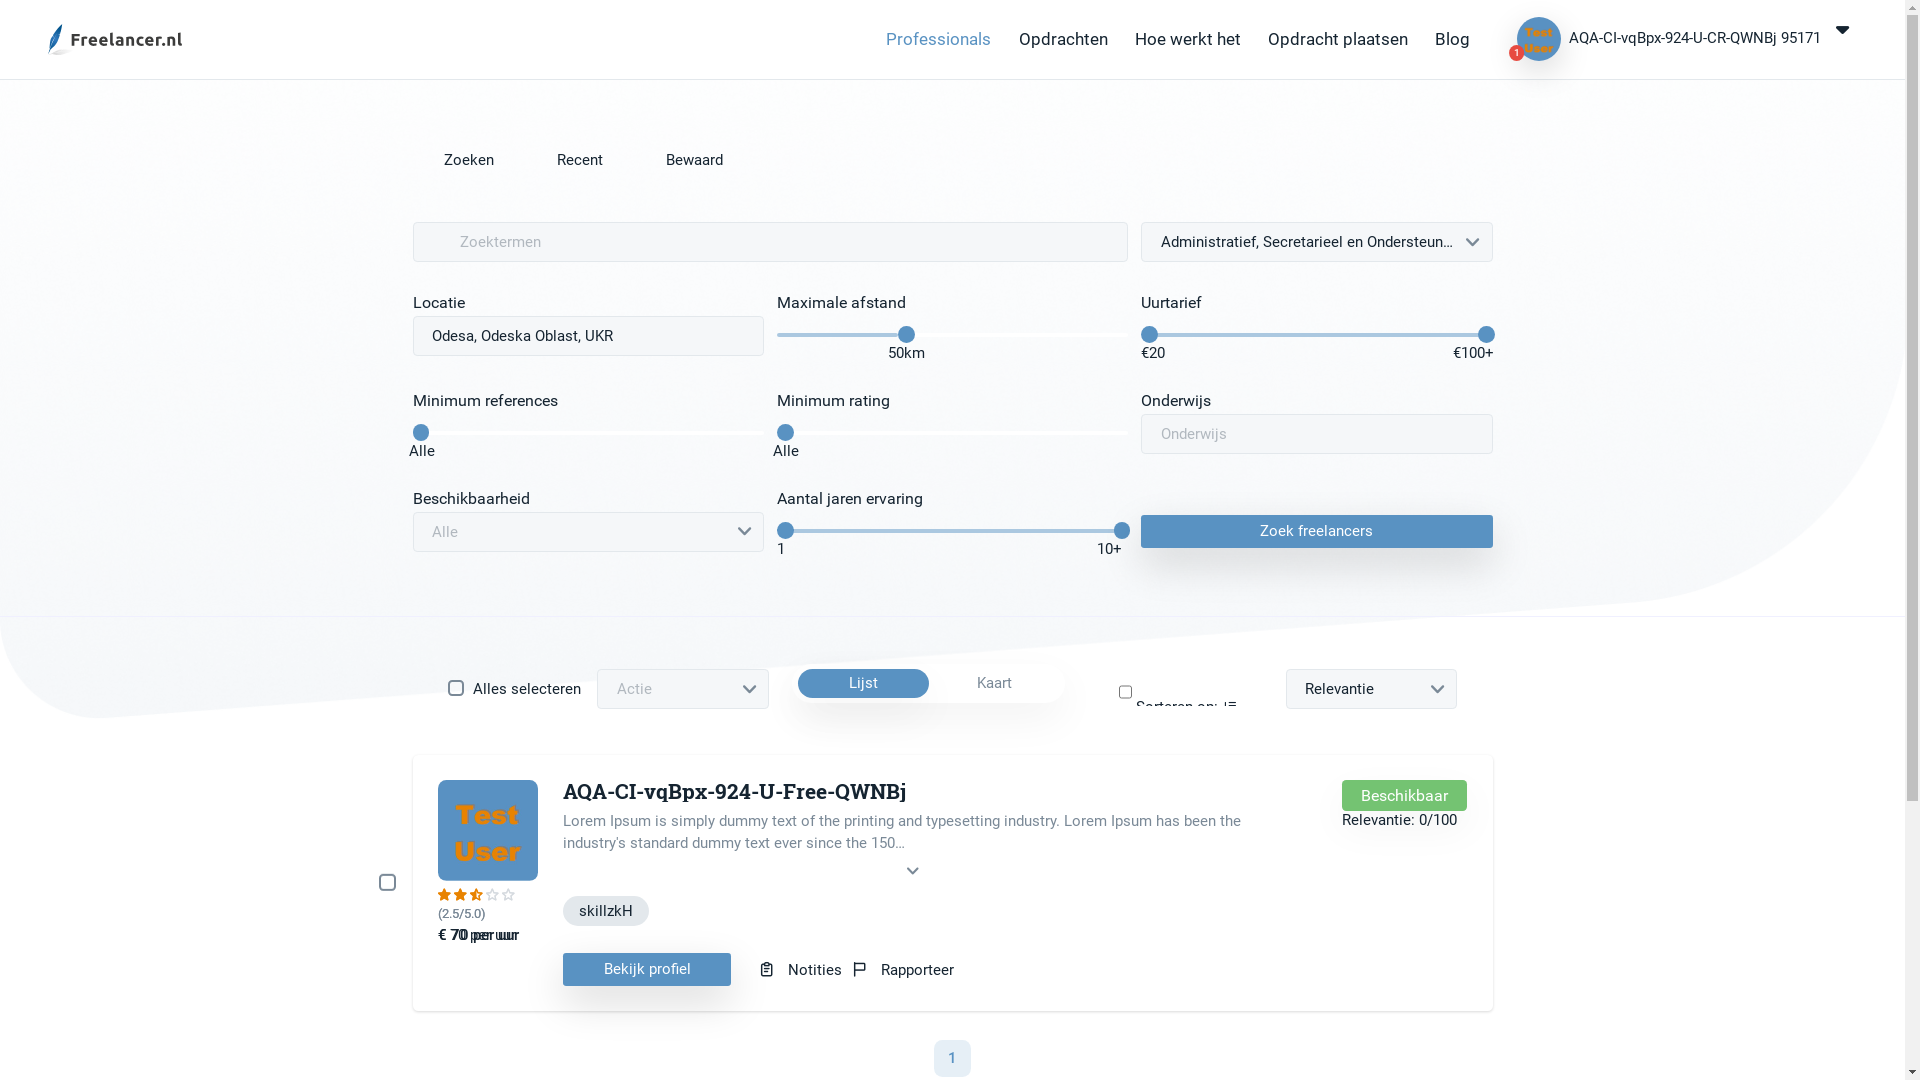 Freelancer.nl
Professionals
Opdrachten
Hoe werkt het
Opdracht plaatsen
Blog
Test User
1
AQA-CI-vqBpx-924-U-CR-QWNBj 95171
Zoeken
Recent
Bewaard
Zoektermen
Administratief, Secretarieel en Ondersteun...
Locatie
Maximale afstand
Uurtarief
Odesa, Odeska Oblast, UKR
50km
€20
€100+
Minimum references
Minimum rating
Onderwijs
Alle
Alle
Onderwijs
Beschikbaarheid
Aantal jaren ervaring
Alle
1
10+
Zoek freelancers
Alles selecteren
Actie
Lijst
Kaart
Sorteren op:
Relevantie
Test
User
AQA-CI-vqBpx-924-U-Free-QWNBj
Beschikbaar
Relevantie: 0/100
Lorem Ipsum is simply dummy text of the printing and typesetting industry. Lorem Ipsum has been the
industry's standard dummy text ever since the 150...
(2.5/5.0)
€ 70 per uur
skillzkH
Bekijk profiel
Notities
Rapporteer
1